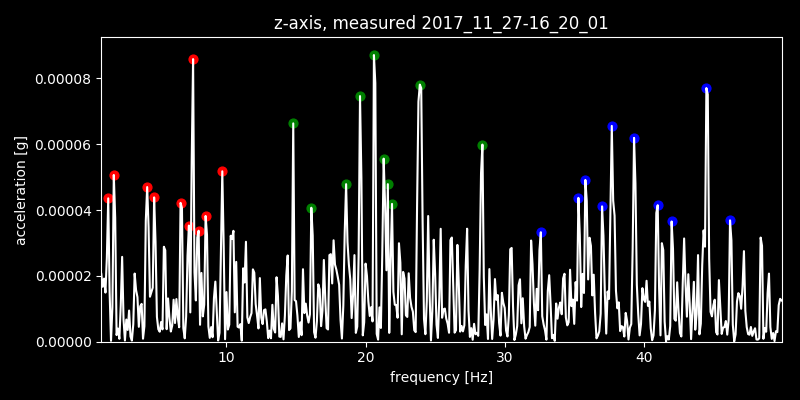 z-axis, measured 2017_11_27-16_20_01
0.00008
0.00006
0.00004
0.00002
0.00000
acceleration [g]
10 20 30 40
frequency [Hz]